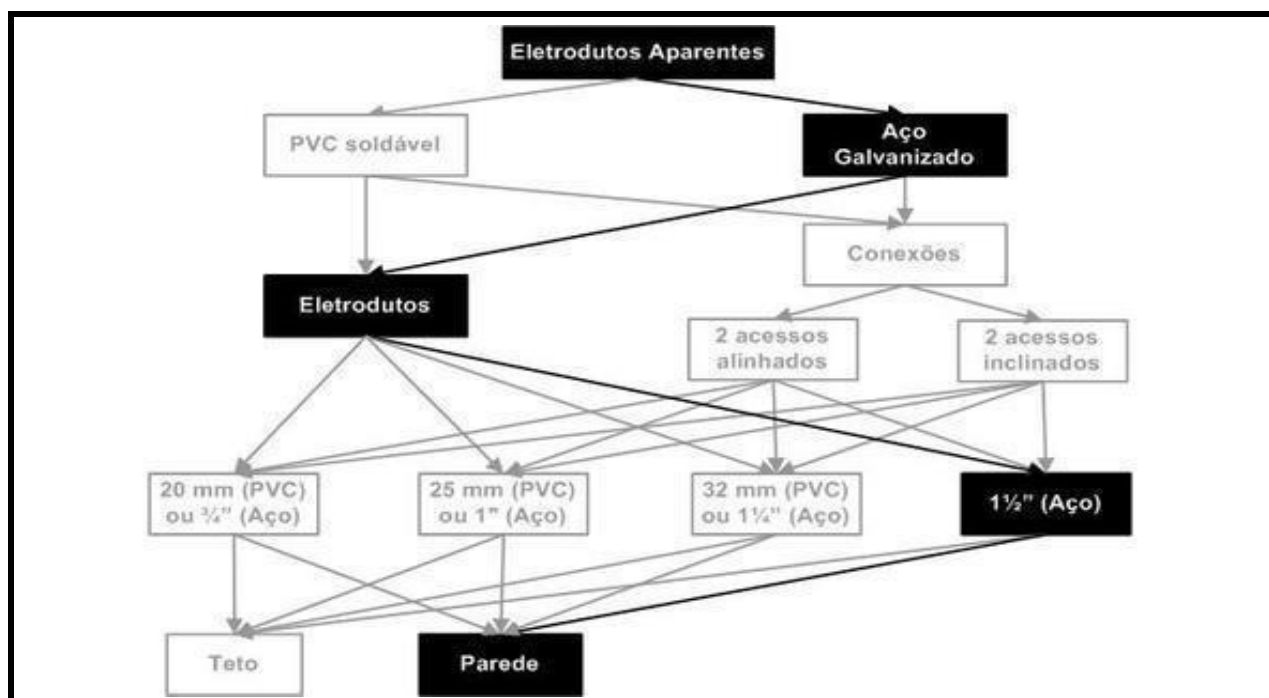 Eletrodutos Aparentes
PVC soldável
Aço
Galvanizado
Conexões
Eletrodutos
2 acessos
alinhados
2 acessos
inclinados
20 mm (PVC)
ou ¾” (Aço)
25 mm (PVC)
ou 1" (Aço)
32 mm (PVC)
ou 1¼” (Aço)
1½” (Aço)
Teto
Parede